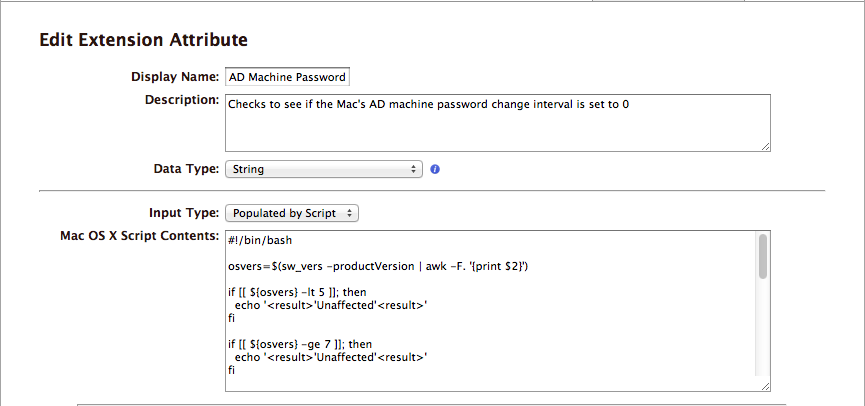 Edit Extension Attribute
Display Name: AD Machine Password
Description: Checks to see if the Mac's AD machine password change interval is set to 0
Data Type: String
Input Type: Populated by Script
Mac OS X Script Contents: #!/bin/bash
osvers=$(sw_vers -productVersion | awk -F. '{print $2}')
if [[ ${osvers} -lt 5 ]]; then
echo '<result>'Unaffected'<result>'
fi
if [[ ${osvers} -ge 7 ]]; then
echo '<result>'Unaffected'<result>'
fi